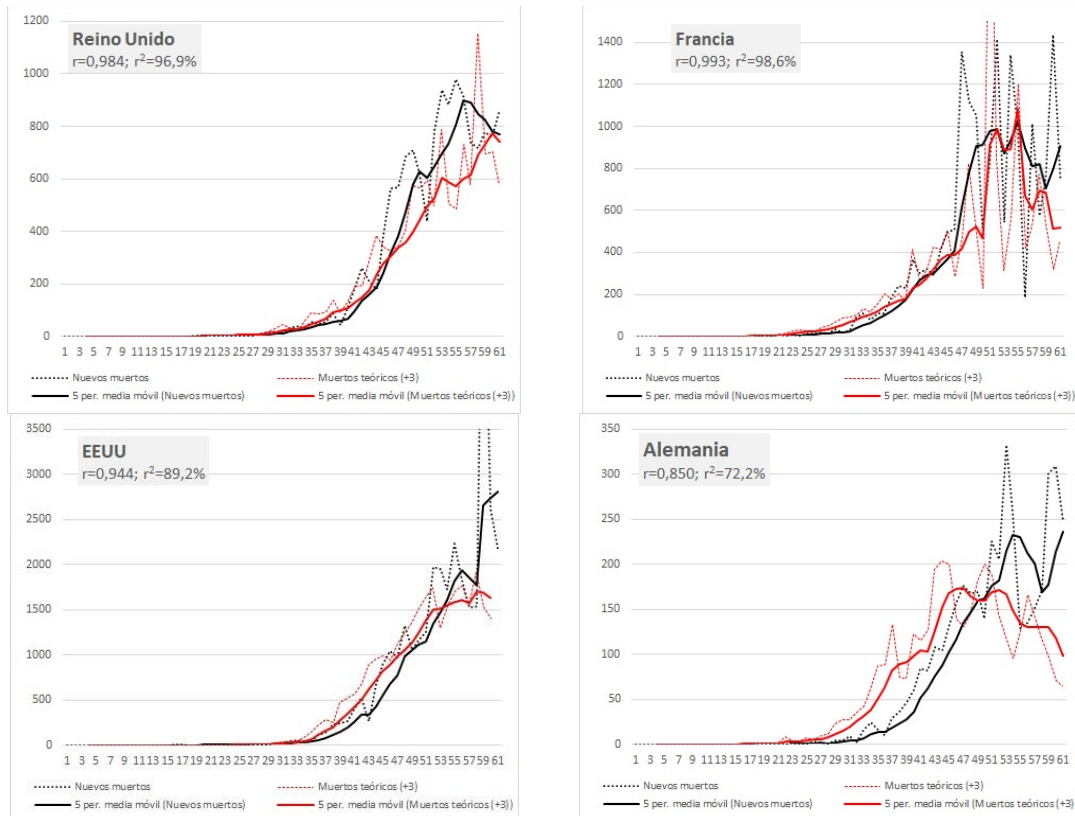 Reino Unido
r=0,984; r²=96,9%
1200
1000
800
600
400
200
0
1 3 5 7 9 11 13 15 17 19 21 23 25 27 29 31 33 35 37 39 41 43 45 47 49 51 53 55 57 59 61
Nuevos muertos
Muertos teóricos (+3)
5 per. media móvil (Nuevos muertos)
5 per. media móvil (Muertos teóricos (+3))
Francia
r=0,993; r²=98,6%
1400
1200
1000
800
600
400
200
0
1 3 5 7 9 11 13 15 17 19 21 23 25 27 29 31 33 35 37 39 41 43 45 47 49 51 53 55 57 59 61
Nuevos muertos
Muertos teóricos (+3)
5 per. media móvil (Nuevos muertos)
5 per. media móvil (Muertos teóricos (+3))
EEUU
r=0,944; r²=89,2%
3500
3000
2500
2000
1500
1000
500
0
1 3 5 7 9 11 13 15 17 19 21 23 25 27 29 31 33 35 37 39 41 43 45 47 49 51 53 55 57 59 61
Nuevos muertos
Muertos teóricos (+3)
5 per. media móvil (Nuevos muertos)
5 per. media móvil (Muertos teóricos (+3))
Alemania
r=0,850; r²=72,2%
350
300
250
200
150
100
50
0
1 3 5 7 9 11 13 15 17 19 21 23 25 27 29 31 33 35 37 39 41 43 45 47 49 51 53 55 57 59 61
Nuevos muertos
Muertos teóricos (+3)
5 per. media móvil (Nuevos muertos)
5 per. media móvil (Muertos teóricos (+3)